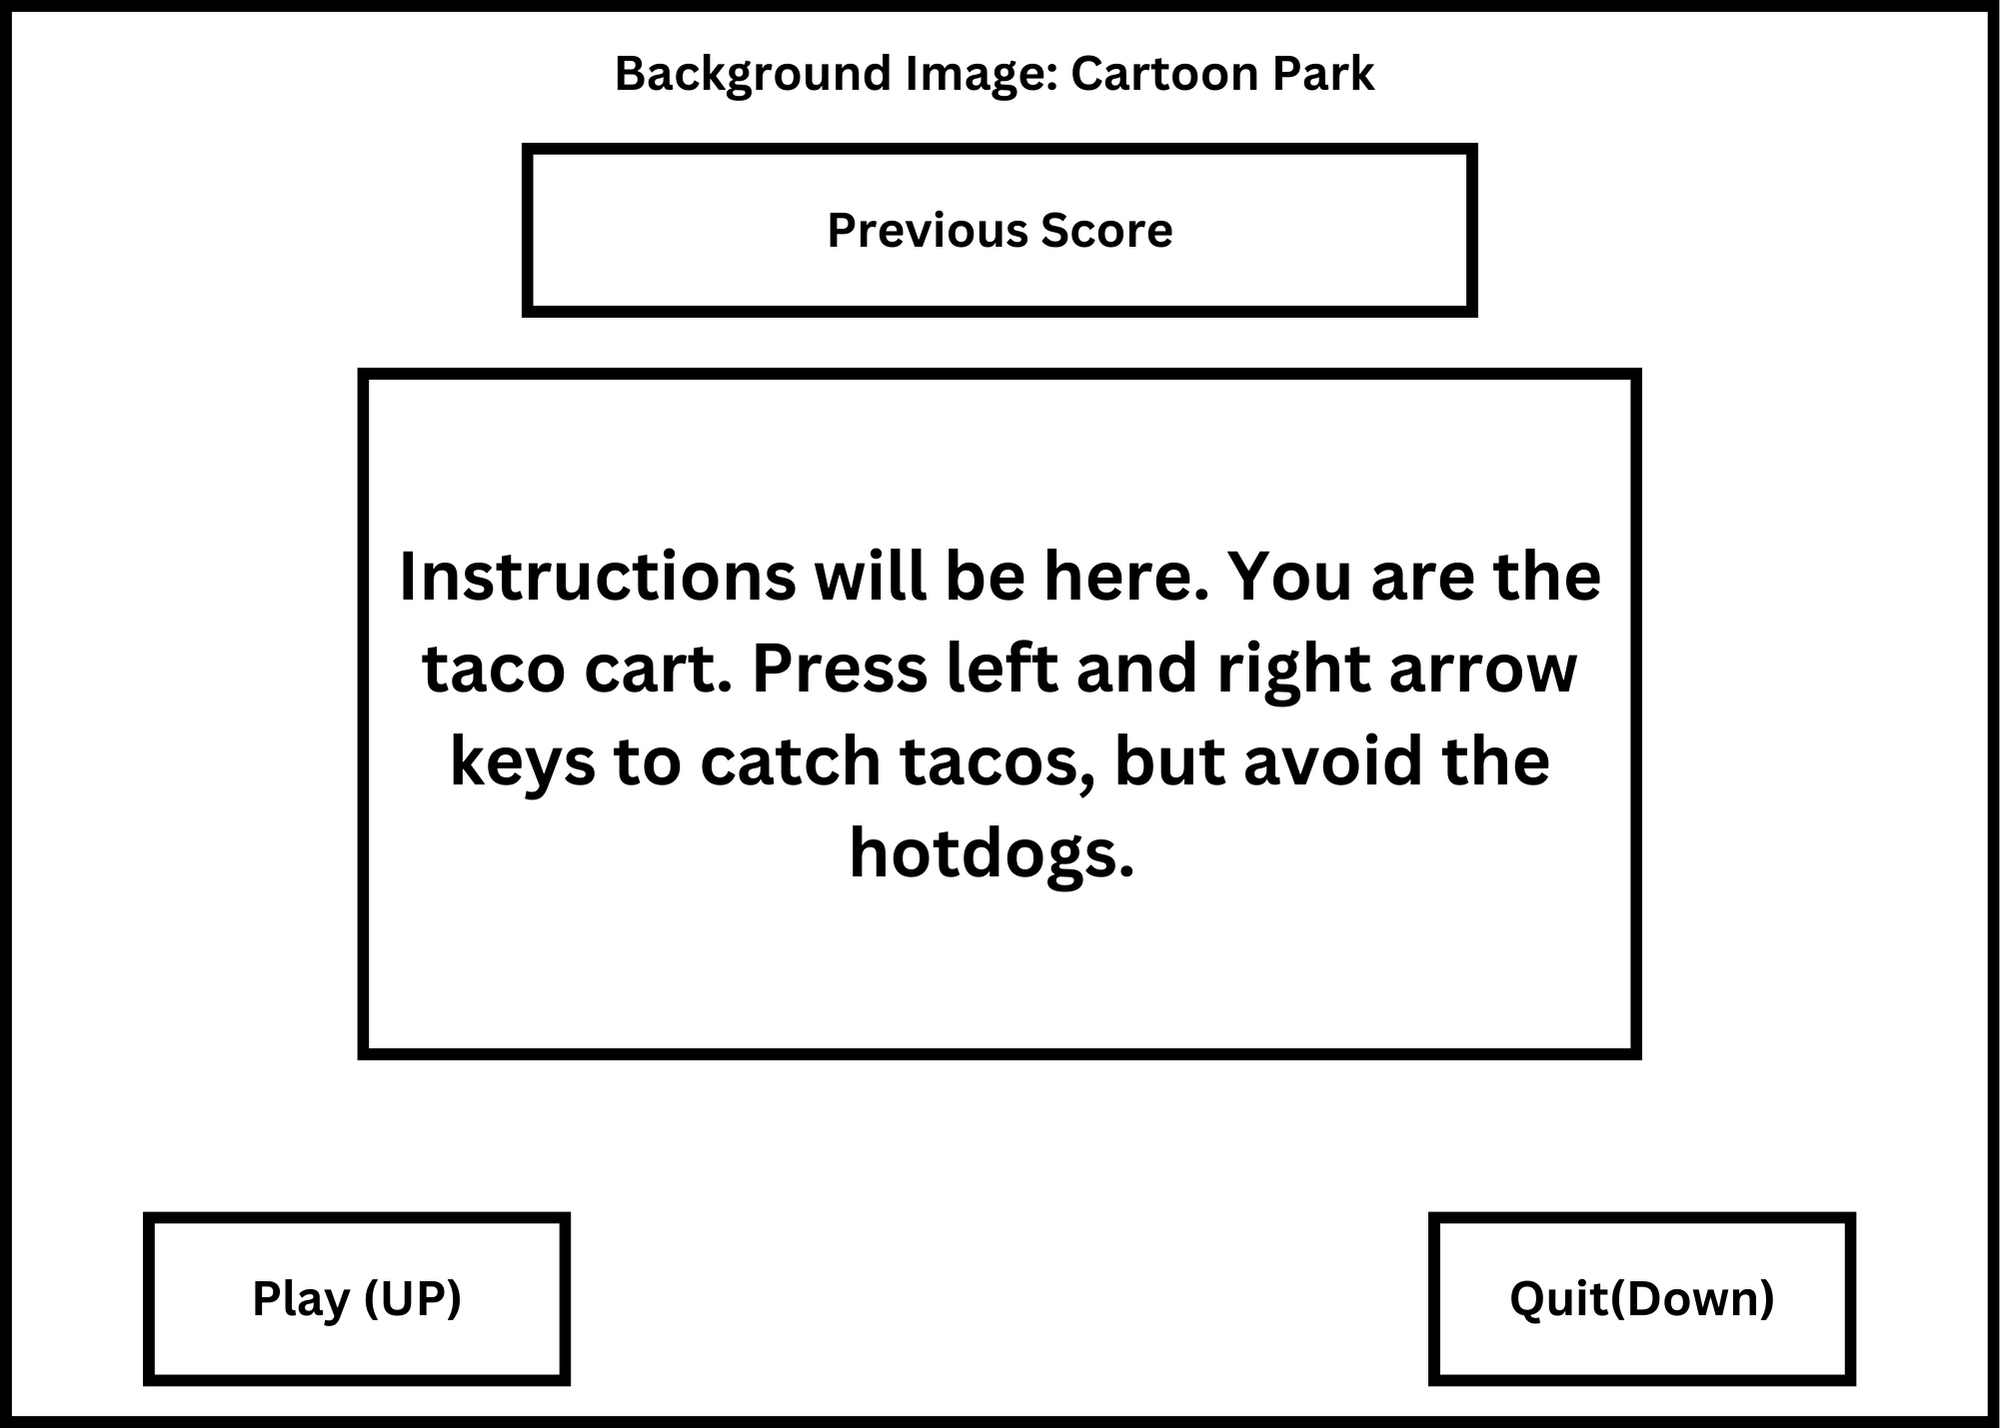 Background Image: Cartoon Park
Previous Score
Instructions will be here. You are the
taco cart. Press left and right arrow
keys to catch tacos, but avoid the
hotdogs.
Play (UP)
Quit(Down)